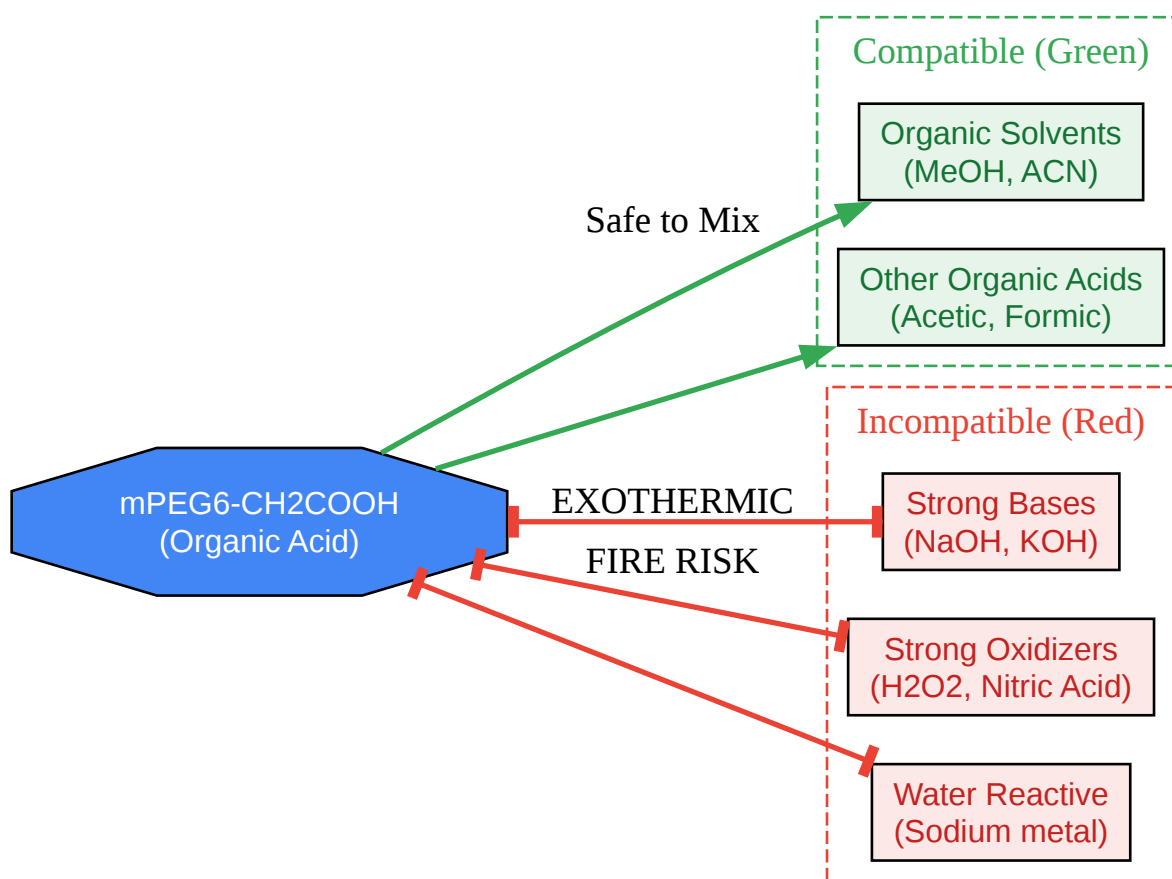 Compatible (Green)
Organic Solvents
(MeOH, ACN)
Safe to Mix
Other Organic Acids
(Acetic, Formic)
Incompatible (Red)
mPEG6-CH2COOH
(Organic Acid)
EXOTHERMIC
Strong Bases
(NaOH, KOH)
FIRE RISK
Strong Oxidizers
(H2O2, Nitric Acid)
Water Reactive
(Sodium metal)